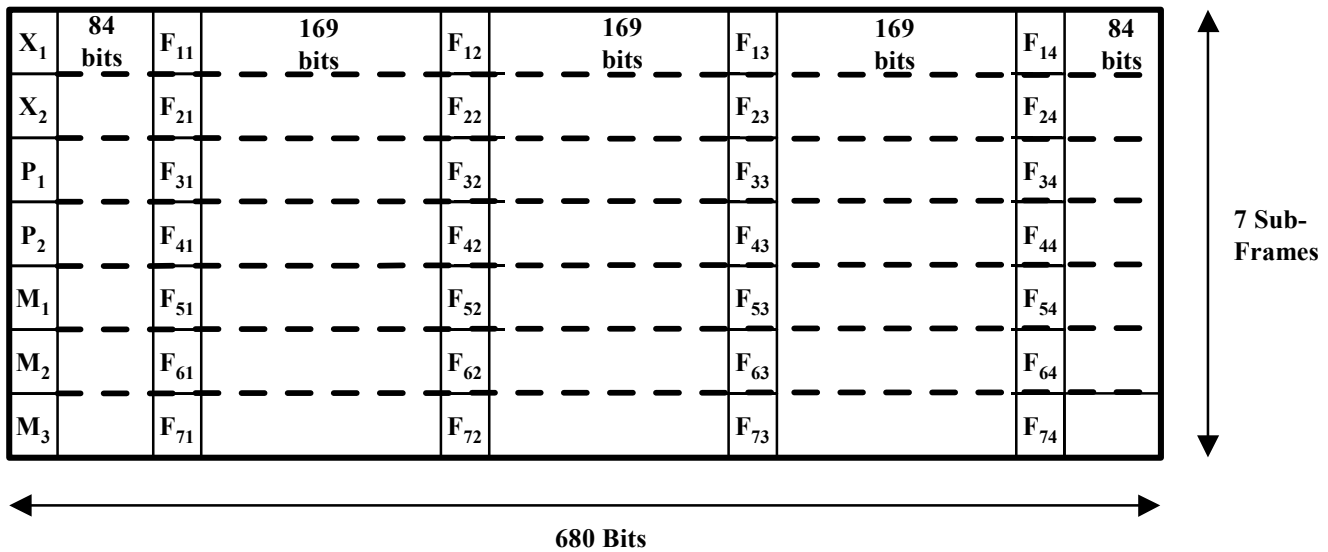 X₁ 84 bits F₁₁ 169 bits F₁₂ 169 bits F₁₃ 169 bits F₁₄ 84 bits
X₂ F₂₁ F₂₂ F₂₃ F₂₄
P₁ F₃₁ F₃₂ F₃₃ F₃₄
P₂ F₄₁ F₄₂ F₄₃ F₄₄
M₁ F₅₁ F₅₂ F₅₃ F₅₄
M₂ F₆₁ F₆₂ F₆₃ F₆₄
M₃ F₇₁ F₇₂ F₇₃ F₇₄
7 Sub-
Frames
680 Bits